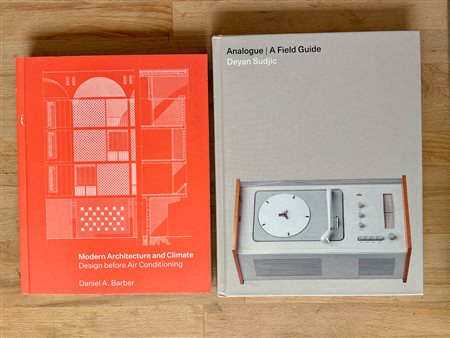 Modern Architecture and Climate
Design before Air Conditioning
Daniel A. Barber
Analogue | A Field Guide
Deyan Sudjic